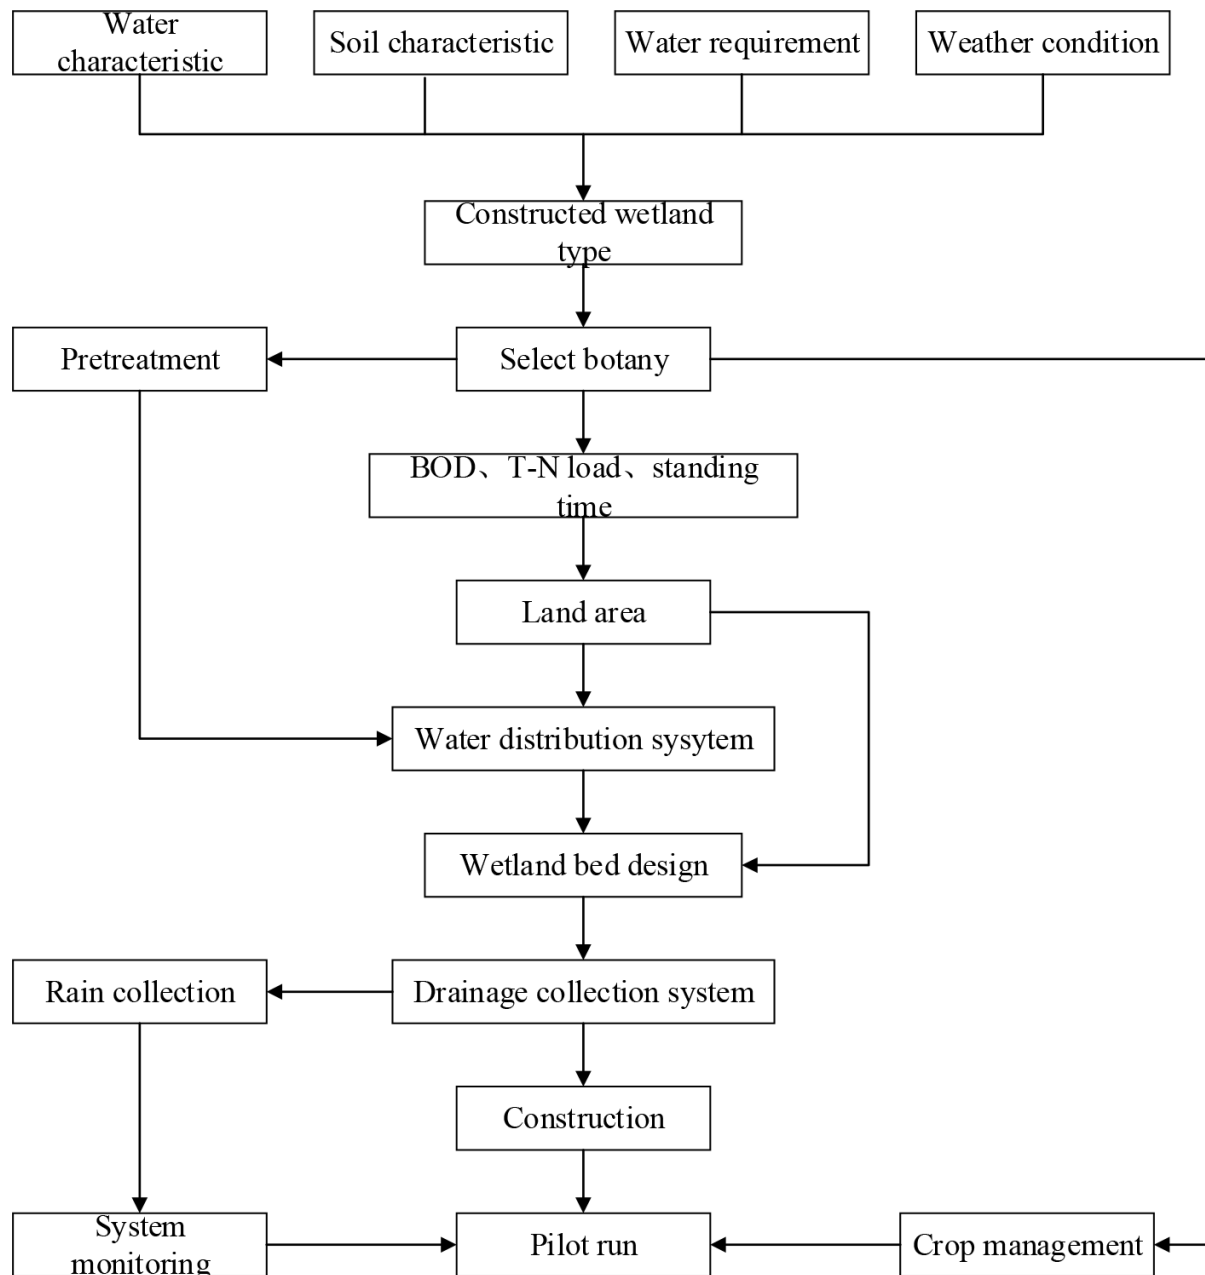 Water
characteristic
Soil characteristic
Water requirement
Weather condition
Constructed wetland
type
Pretreatment
Select botany
BOD、T-N load、standing
time
Land area
Water distribution sysytem
Wetland bed design
Rain collection
Drainage collection system
Construction
System
monitoring
Pilot run
Crop management